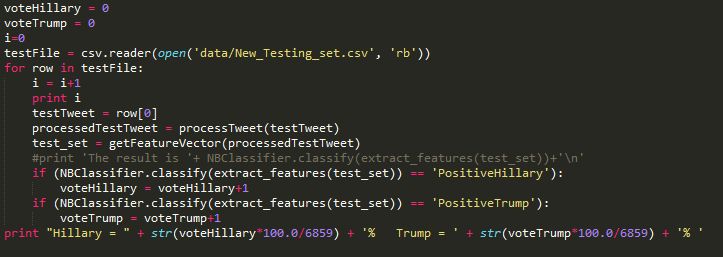 voteHillary = 0
voteTrump = 0
i=0
testFile = csv.reader(open('data/New_Testing_set.csv', 'rb'))
for row in testFile:
    i = i+1
    print i
    testTweet = row[0]
    processedTestTweet = processTweet(testTweet)
    test_set = getFeatureVector(processedTestTweet)
    #print 'The result is '+ NBClassifier.classify(extract_features(test_set))+'\n'
    if (NBClassifier.classify(extract_features(test_set)) == 'PositiveHillary'):
        voteHillary = voteHillary+1
    if (NBClassifier.classify(extract_features(test_set)) == 'PositiveTrump'):
        voteTrump = voteTrump+1
print "Hillary = " + str(voteHillary*100.0/6859) + '%   Trump = ' + str(voteTrump*100.0/6859) + '% '